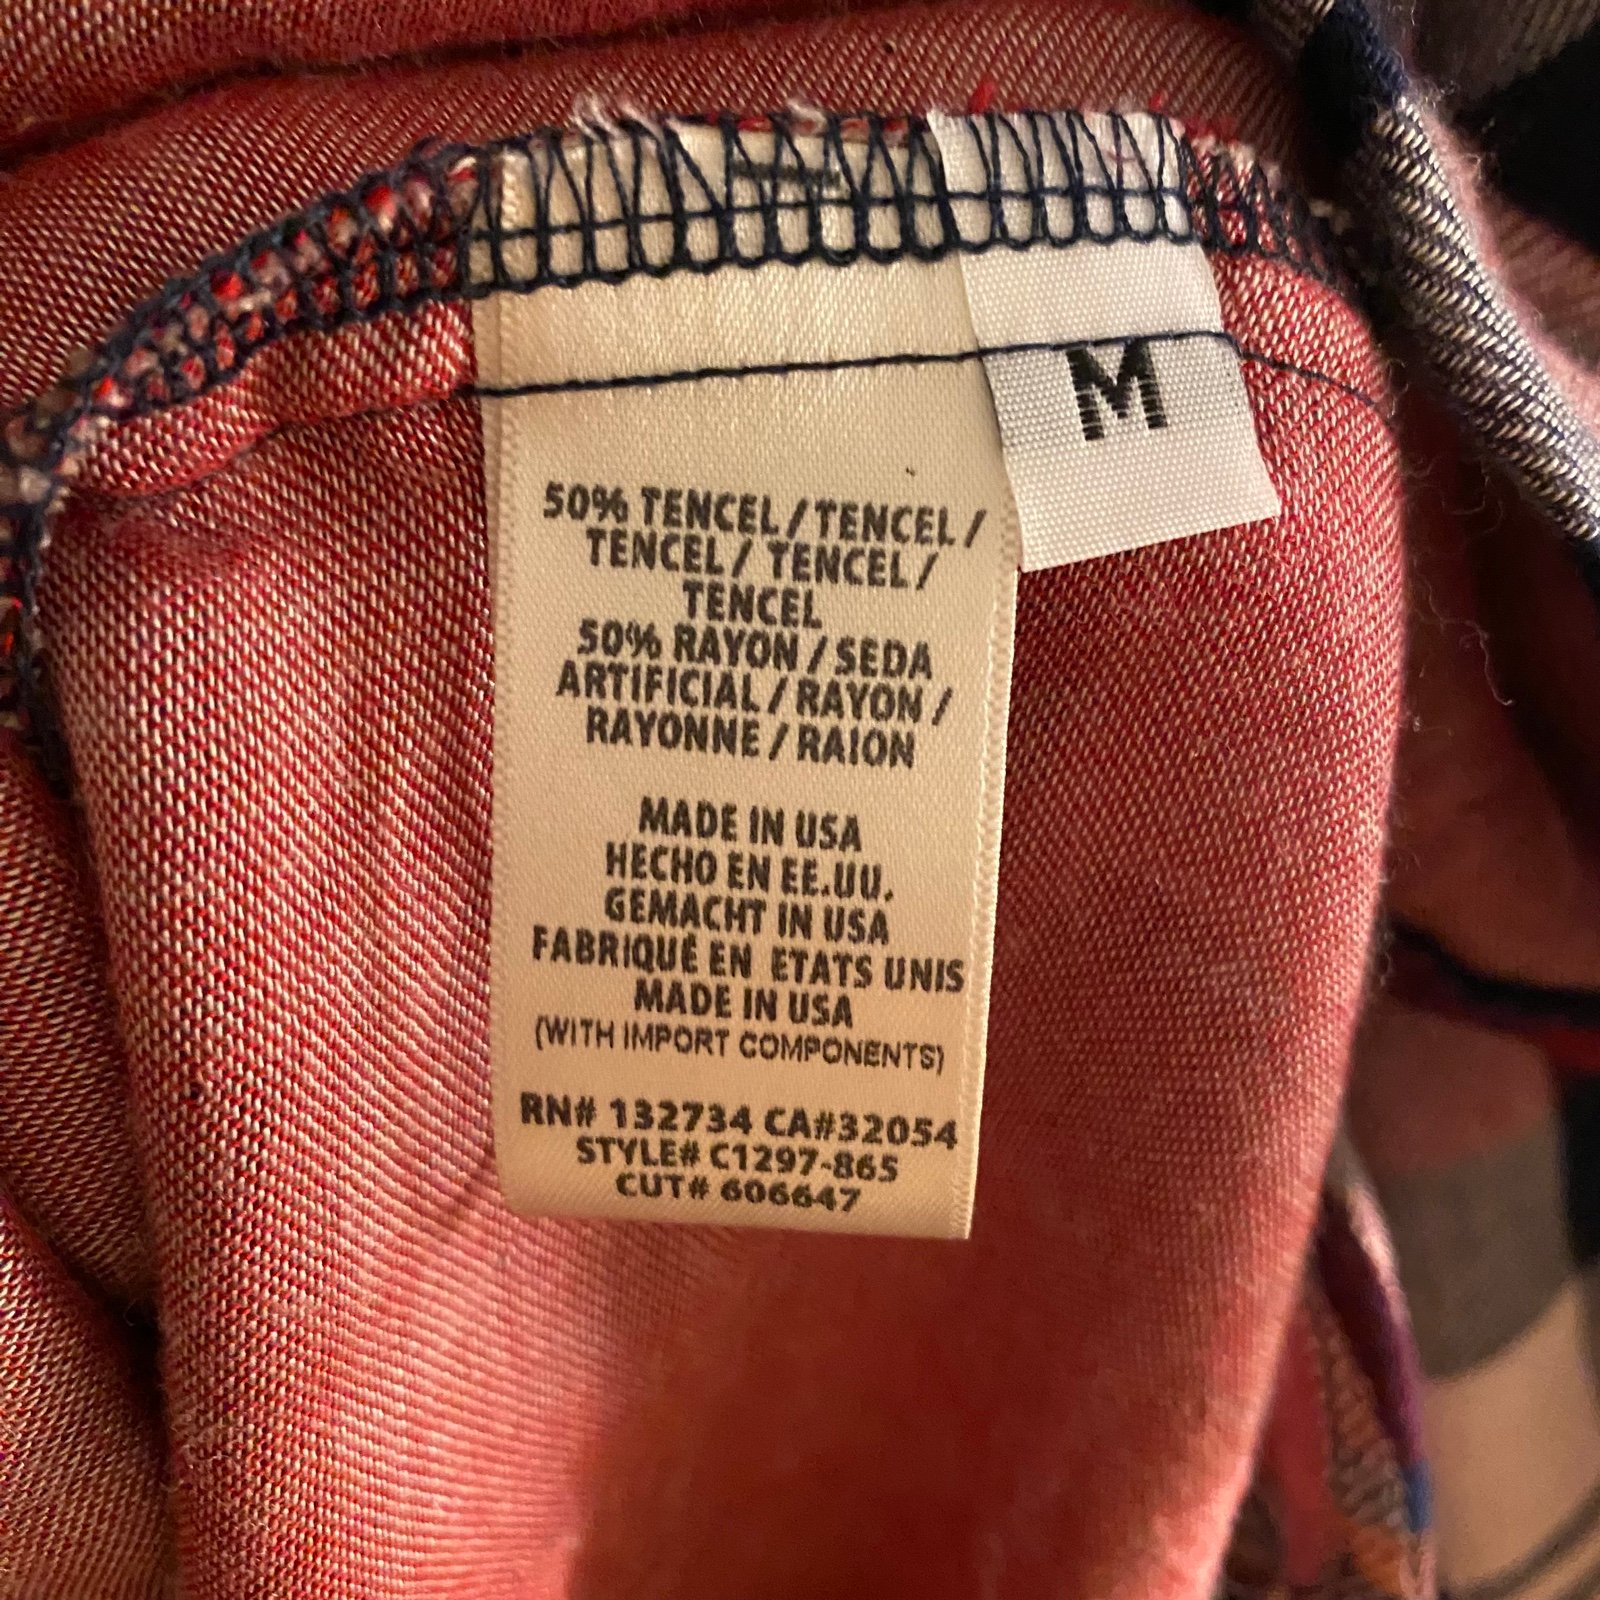 M
50% TENCEL / TENCEL /
TENCEL / TENCEL /
TENCEL
50% RAYON / SEDA
ARTIFICIAL / RAYON /
RAYONNE / RAION
MADE IN USA
HECHO EN EE.UU.
GEMACHT IN USA
FABRIQUÉ EN ETATS UNIS
MADE IN USA
(WITH IMPORT COMPONENTS)
RN# 132734 CA#32054
STYLE# C1297-865
CUT# 606647